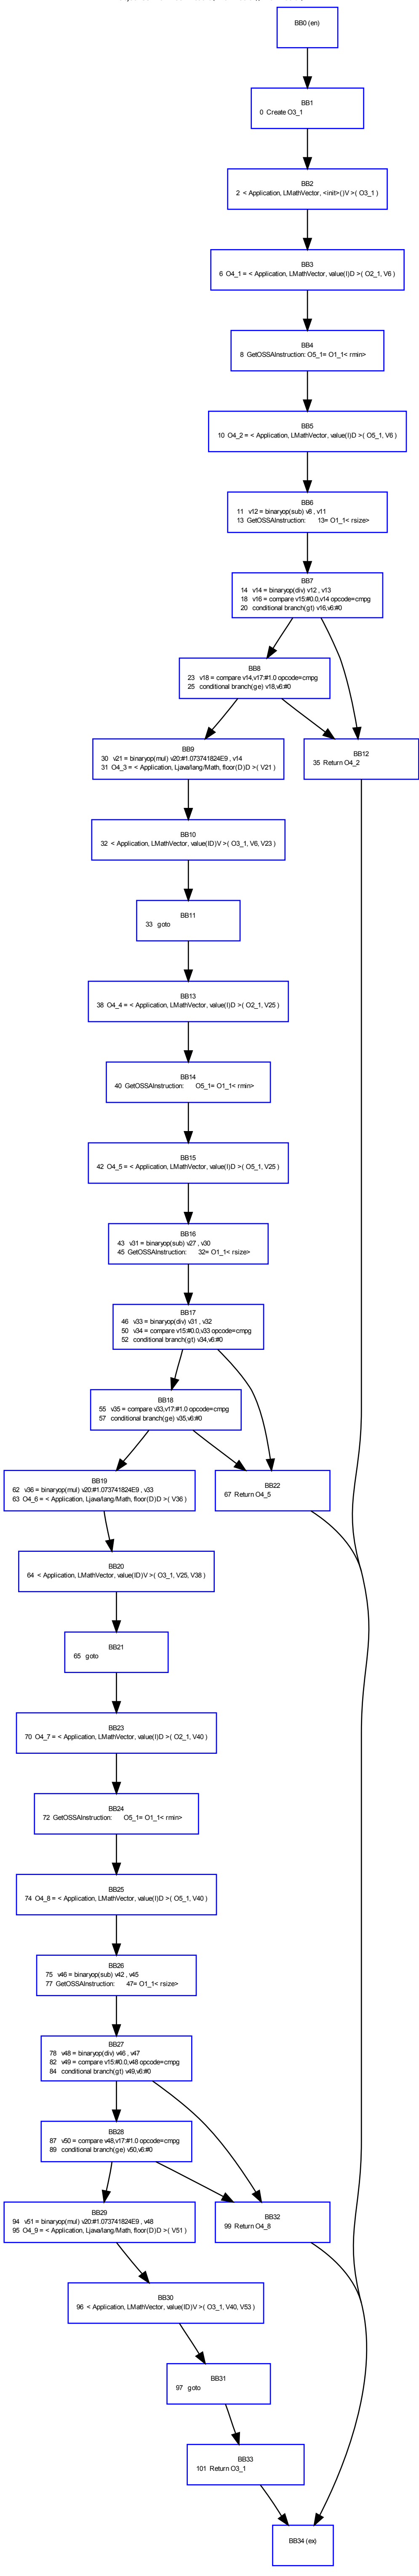 BB0 (en)
BB1
0 Create O3_1
BB2
2 < Application, LMathVector, <init>()V >( O3_1 )
BB3
6 O4_1 = < Application, LMathVector, value(I)D >( O2_1, V6 )
BB4
8 GetOSSAInstruction: O5_1= O1_1< rmin>
BB5
10 O4_2 = < Application, LMathVector, value(I)D >( O5_1, V6 )
BB6
11 v12 = binaryop(sub) v8 , v11
13 GetOSSAInstruction: 13= O1_1< rsize>
BB7
14 v14 = binaryop(div) v12 , v13
18 v16 = compare v15:#0.0,v14 opcode=cmpg
20 conditional branch(gt) v16,v6:#0
BB8
23 v18 = compare v14,v17:#1.0 opcode=cmpg
25 conditional branch(ge) v18,v6:#0
BB9
30 v21 = binaryop(mul) v20:#1.073741824E9 , v14
31 O4_3 = < Application, Ljava/lang/Math, floor(D)D >( V21 )
BB12
35 Return O4_2
BB10
32 < Application, LMathVector, value(ID)V >( O3_1, V6, V23 )
BB11
33 goto
BB13
38 O4_4 = < Application, LMathVector, value(I)D >( O2_1, V25 )
BB14
40 GetOSSAInstruction: O5_1= O1_1< rmin>
BB15
42 O4_5 = < Application, LMathVector, value(I)D >( O5_1, V25 )
BB16
43 v31 = binaryop(sub) v27 , v30
45 GetOSSAInstruction: 32= O1_1< rsize>
BB17
46 v33 = binaryop(div) v31 , v32
50 v34 = compare v15:#0.0,v33 opcode=cmpg
52 conditional branch(gt) v34,v6:#0
BB18
55 v35 = compare v33,v17:#1.0 opcode=cmpg
57 conditional branch(ge) v35,v6:#0
BB19
62 v36 = binaryop(mul) v20:#1.073741824E9 , v33
63 O4_6 = < Application, Ljava/lang/Math, floor(D)D >( V36 )
BB22
67 Return O4_5
BB20
64 < Application, LMathVector, value(ID)V >( O3_1, V25, V38 )
BB21
65 goto
BB23
70 O4_7 = < Application, LMathVector, value(I)D >( O2_1, V40 )
BB24
72 GetOSSAInstruction: O5_1= O1_1< rmin>
BB25
74 O4_8 = < Application, LMathVector, value(I)D >( O5_1, V40 )
BB26
75 v46 = binaryop(sub) v42 , v45
77 GetOSSAInstruction: 47= O1_1< rsize>
BB27
78 v48 = binaryop(div) v46 , v47
82 v49 = compare v15:#0.0,v48 opcode=cmpg
84 conditional branch(gt) v49,v6:#0
BB28
87 v50 = compare v48,v17:#1.0 opcode=cmpg
89 conditional branch(ge) v50,v6:#0
BB29
94 v51 = binaryop(mul) v20:#1.073741824E9 , v48
95 O4_9 = < Application, Ljava/lang/Math, floor(D)D >( V51 )
BB32
99 Return O4_8
BB30
96 < Application, LMathVector, value(ID)V >( O3_1, V40, V53 )
BB31
97 goto
BB33
101 Return O3_1
BB34 (ex)